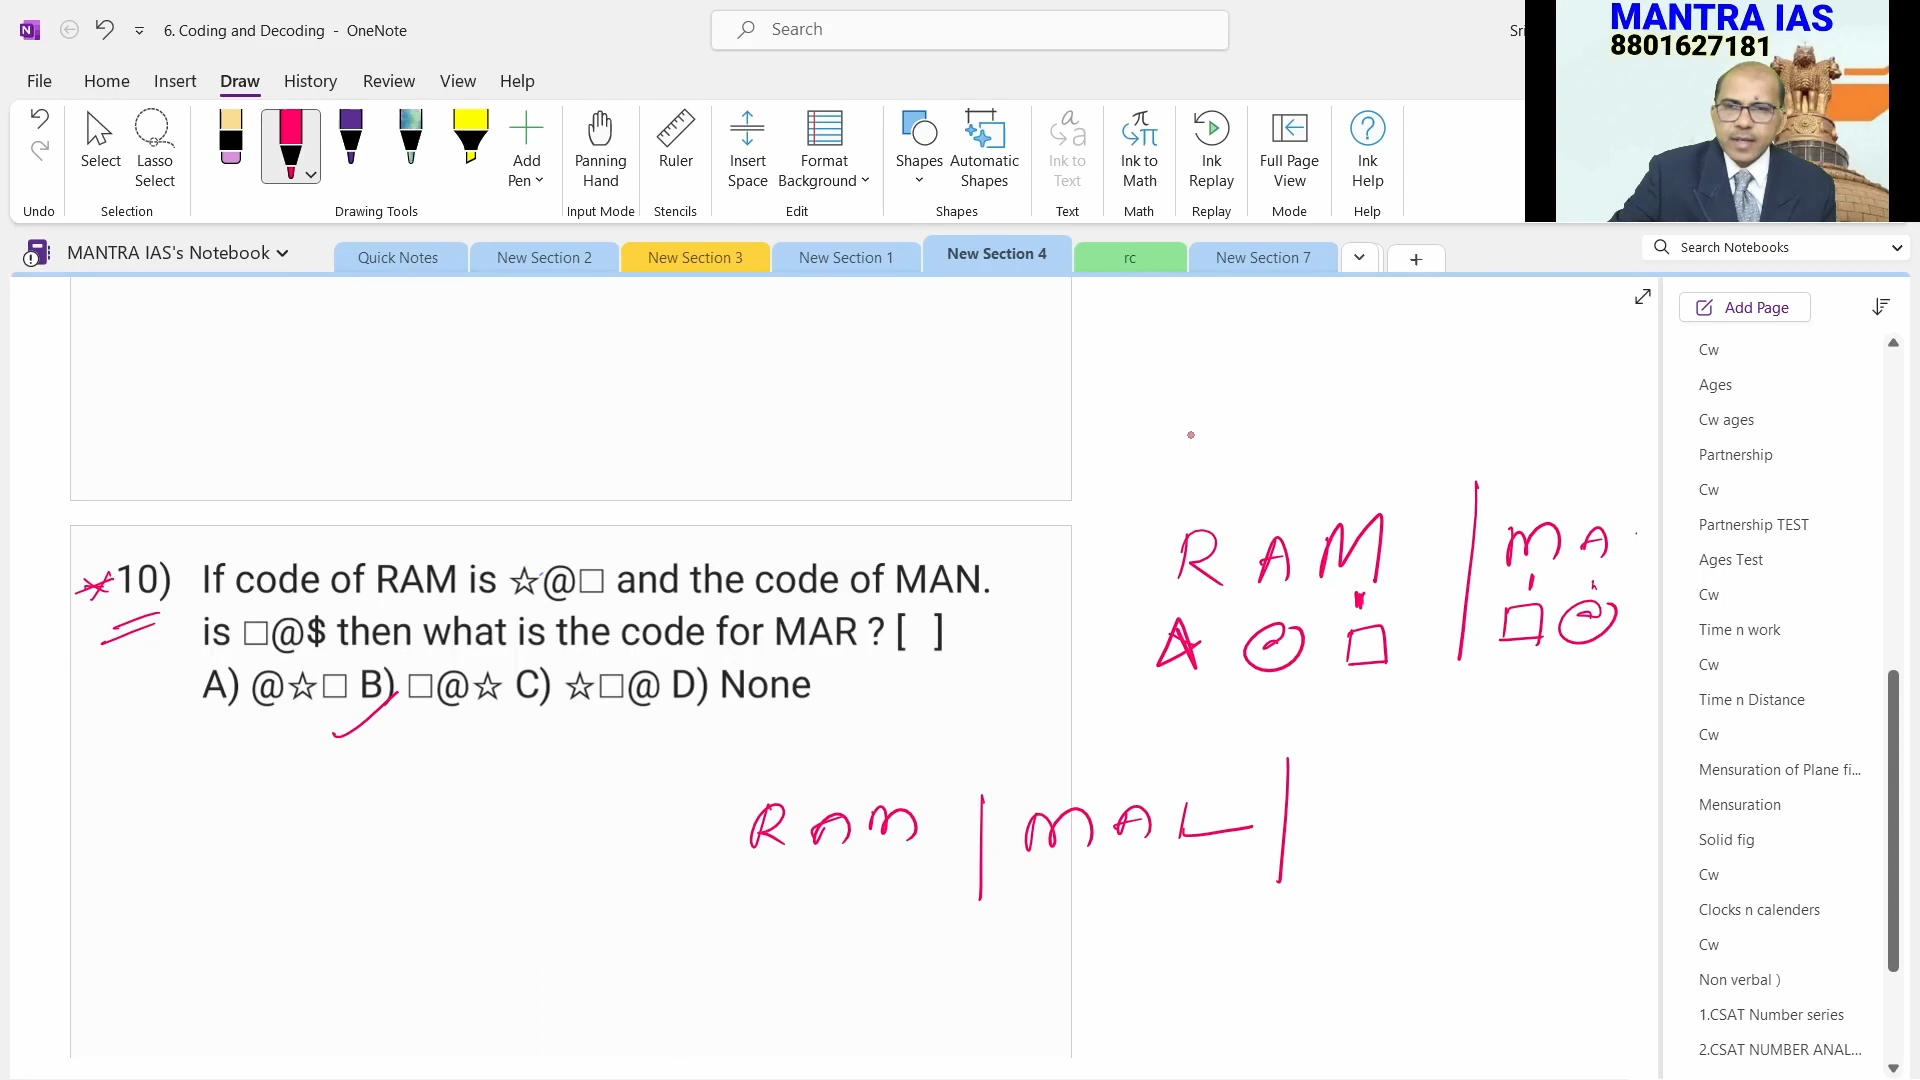 6. Coding and Decoding - OneNote
Search
Sri
MANTRA IAS
8801627181
File Home Insert Draw History Review View Help
Select
Lasso Select
Add Pen
Panning Hand
Ruler
Insert Space
Format Background
Shapes
Automatic Shapes
Ink to Text
Ink to Math
Ink Replay
Full Page View
Ink Help
Undo Selection Drawing Tools Input Mode Stencils Edit Shapes Text Math Replay Mode Help
MANTRA IAS's Notebook
Quick Notes New Section 2 New Section 3 New Section 1 New Section 4 rc New Section 7
Search Notebooks
Add Page
Cw
Ages
Cw ages
Partnership
Cw
Partnership TEST
Ages Test
Cw
Time n work
Cw
Time n Distance
Cw
Mensuration of Plane fi...
Mensuration
Solid fig
Cw
Clocks n calenders
Cw
Non verbal )
1.CSAT Number series
2.CSAT NUMBER ANAL...
10) If code of RAM is ☆@□ and the code of MAN.
is □@$ then what is the code for MAR ? [ ]
A) @☆□ B) □@☆ C) ☆□@ D) None
R A M | M A
☆ @ □ | □ @
RAM | MAL |